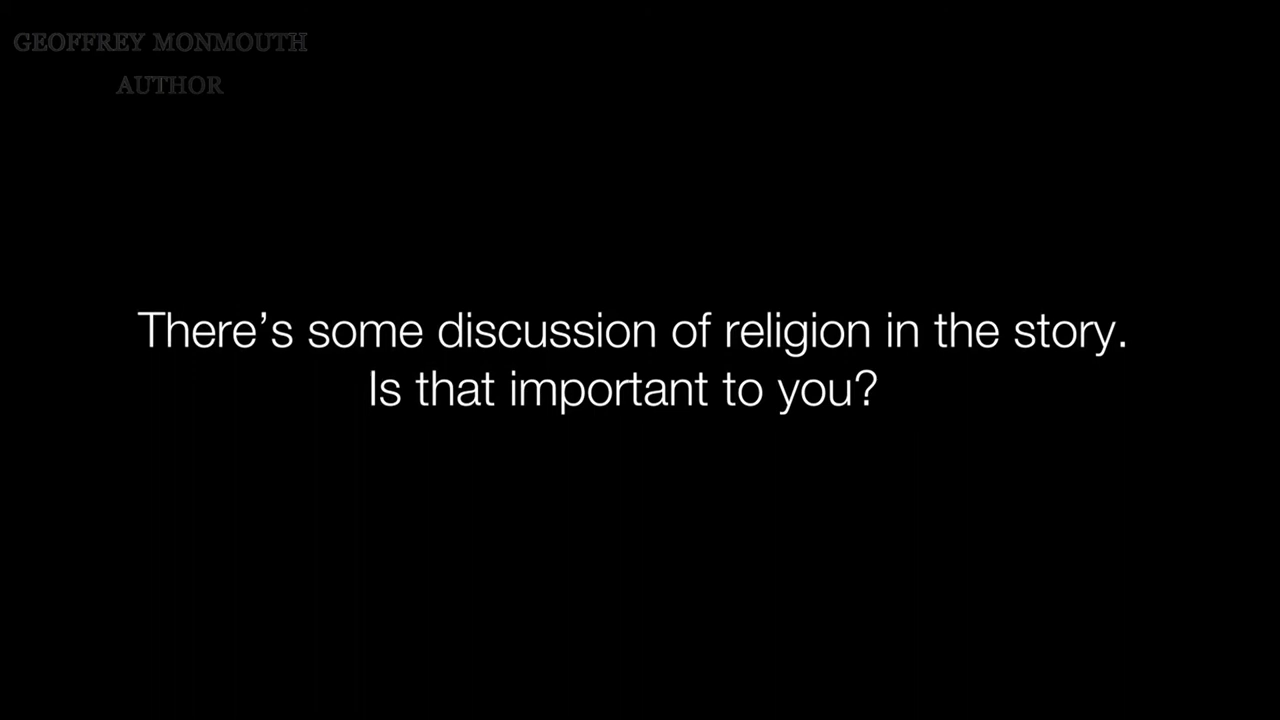 GEOFFREY MONMOUTH
AUTHOR
There’s some discussion of religion in the story.
Is that important to you?